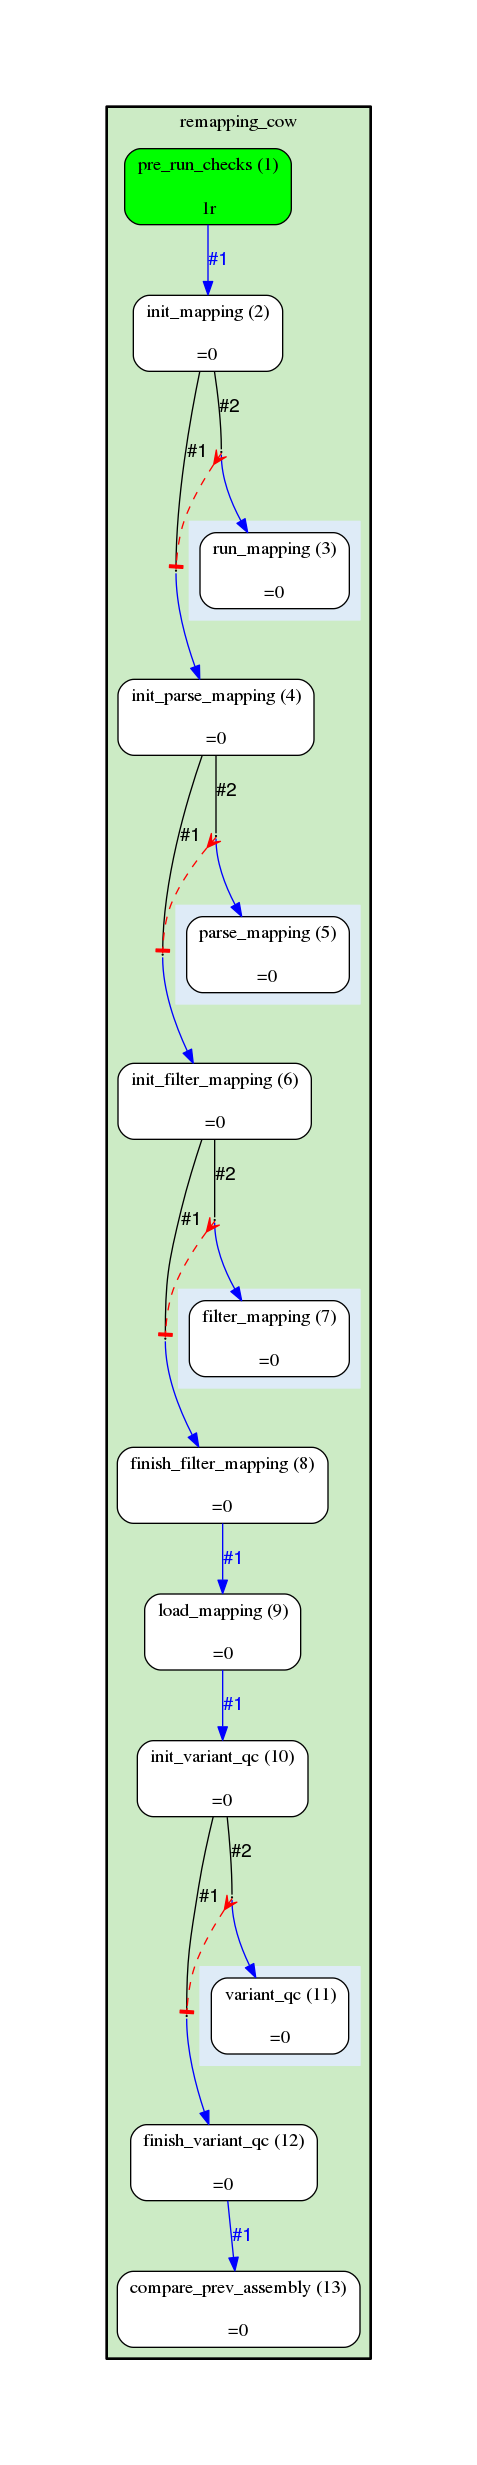 remapping_cow
pre_run_checks (1)
1r
#1
init_mapping (2)
=0
#2
#1
run_mapping (3)
=0
init_parse_mapping (4)
=0
#2
#1
parse_mapping (5)
=0
init_filter_mapping (6)
=0
#2
#1
filter_mapping (7)
=0
finish_filter_mapping (8)
=0
#1
load_mapping (9)
=0
#1
init_variant_qc (10)
=0
#2
#1
variant_qc (11)
=0
finish_variant_qc (12)
=0
#1
compare_prev_assembly (13)
=0